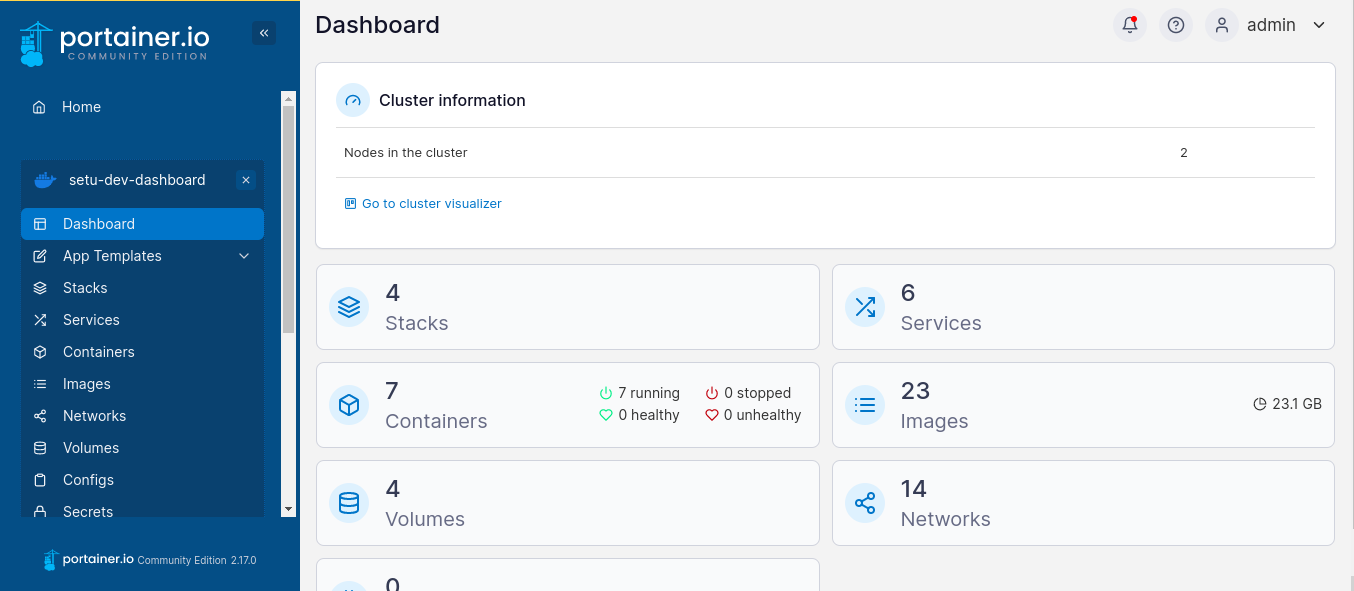 portainer.io
COMMUNITY EDITION
Home
setu-dev-dashboard
Dashboard
App Templates
Stacks
Services
Containers
Images
Networks
Volumes
Configs
Secrets
portainer.io Community Edition 2.17.0
Dashboard
admin
Cluster information
Nodes in the cluster 2
Go to cluster visualizer
4
Stacks
6
Services
7
Containers
7 running 0 stopped
0 healthy 0 unhealthy
23
Images
23.1 GB
4
Volumes
14
Networks
0